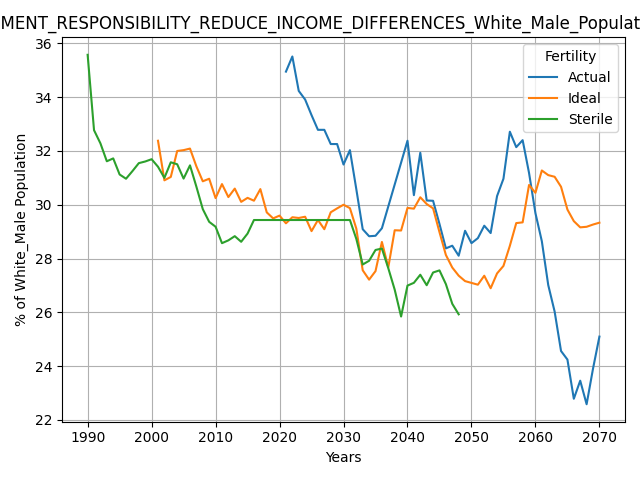 MENT_RESPONSIBILITY_REDUCE_INCOME_DIFFERENCES_White_Male_Populat
Fertility
Actual
Ideal
Sterile
% of White_Male Population
36
34
32
30
28
26
24
22
1990 2000 2010 2020 2030 2040 2050 2060 2070
Years